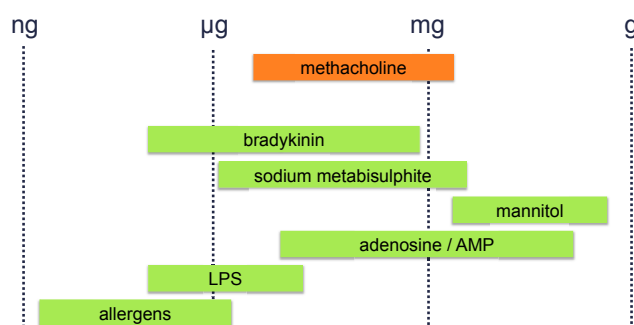 ng µg mg g
methacholine
bradykinin
sodium metabisulphite
mannitol
adenosine / AMP
LPS
allergens